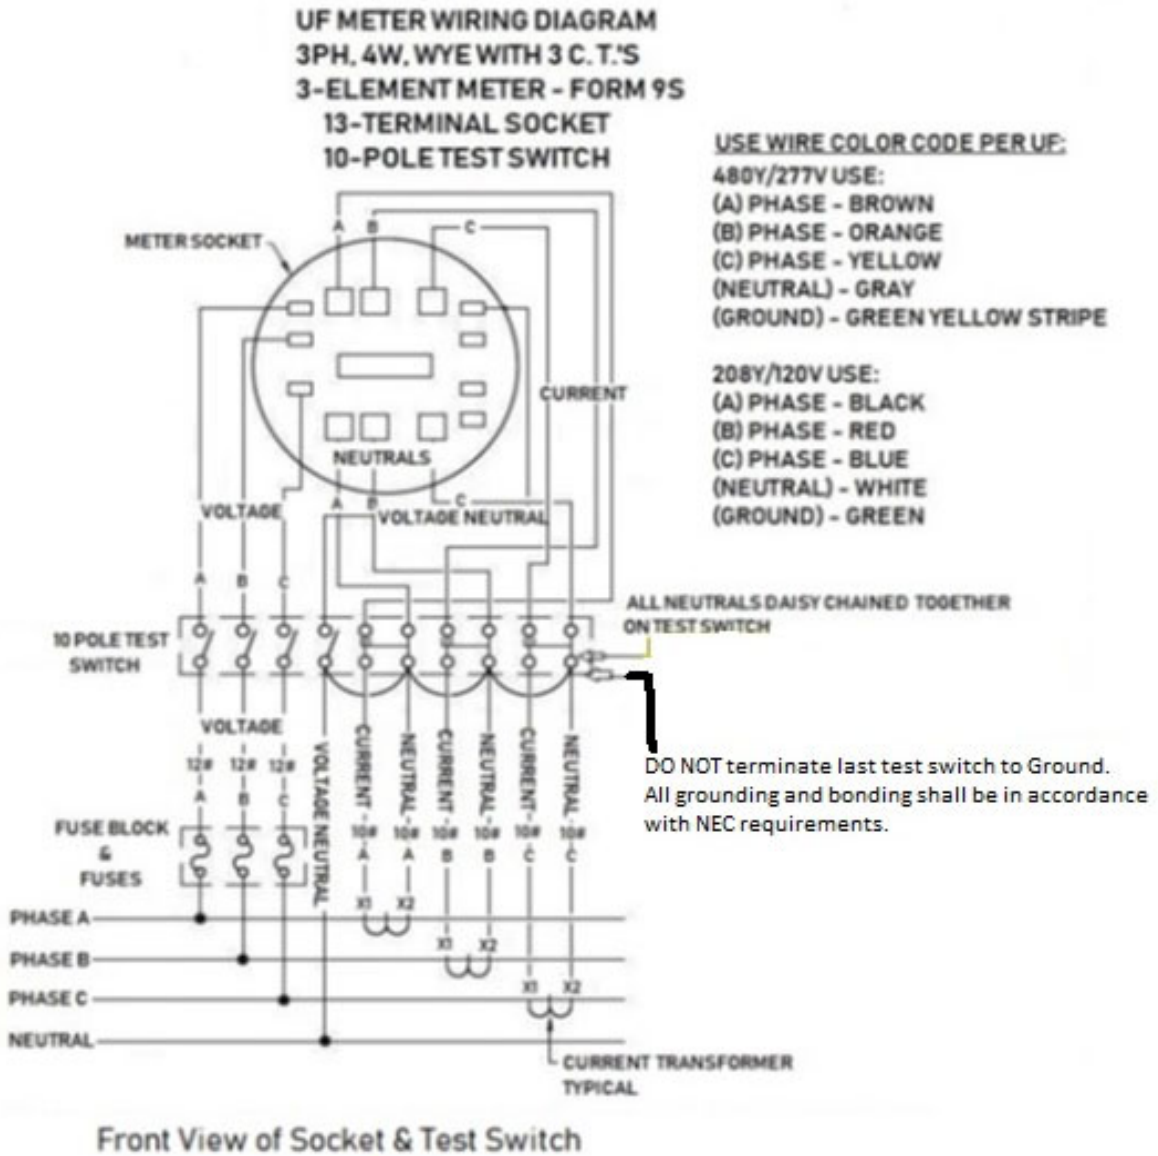 UF METER WIRING DIAGRAM
3PH, 4W, WYE WITH 3 C.T.'S
3-ELEMENT METER - FORM 9S
13-TERMINAL SOCKET
10-POLE TEST SWITCH
USE WIRE COLOR CODE PER UF:
480Y/277V USE:
(A) PHASE - BROWN
(B) PHASE - ORANGE
(C) PHASE - YELLOW
(NEUTRAL) - GRAY
(GROUND) - GREEN YELLOW STRIPE
208Y/120V USE:
(A) PHASE - BLACK
(B) PHASE - RED
(C) PHASE - BLUE
(NEUTRAL) - WHITE
(GROUND) - GREEN
A B C
METER SOCKET
CURRENT
NEUTRALS
A B C
VOLTAGE
VOLTAGE NEUTRAL
A B C
ALL NEUTRALS DAISY CHAINED TOGETHER
ON TEST SWITCH
10 POLE TEST
SWITCH
VOLTAGE
VOLTAGE NEUTRAL
CURRENT
NEUTRAL
CURRENT
NEUTRAL
CURRENT
NEUTRAL
DO NOT terminate last test switch to Ground.
All grounding and bonding shall be in accordance
with NEC requirements.
12# 12# 12#
A B C
10# 10# 10# 10# 10# 10#
A A B B C C
FUSE BLOCK
&
FUSES
X1 X2
PHASE A
X1 X2
PHASE B
X1 X2
PHASE C
NEUTRAL
CURRENT TRANSFORMER
TYPICAL
Front View of Socket & Test Switch